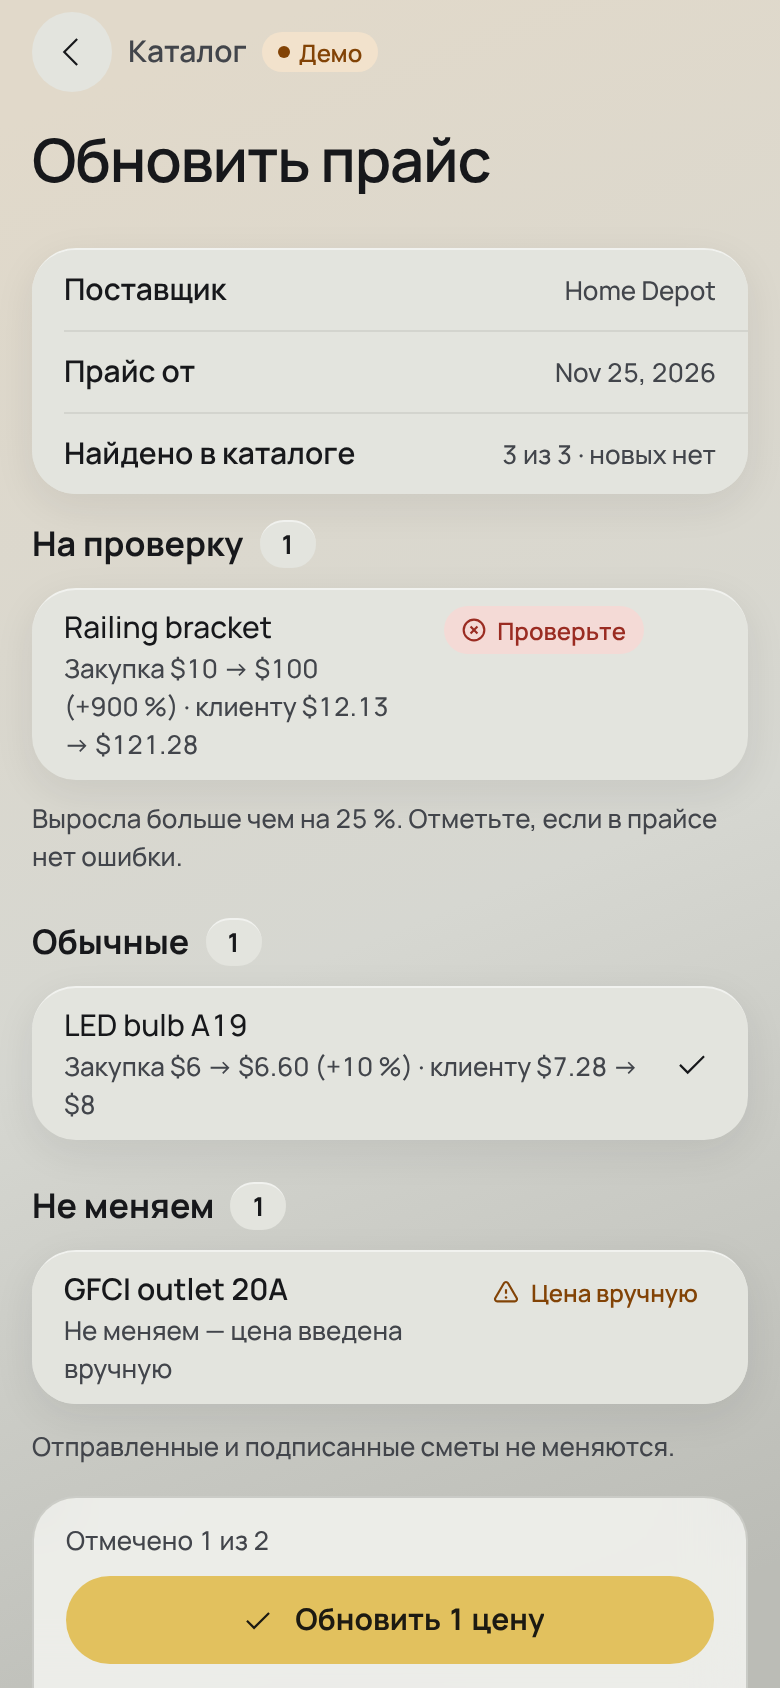 Каталог
Демо
Обновить прайс
Поставщик
Home Depot
Прайс от
Nov 25, 2026
Найдено в каталоге
3 из 3 · новых нет
На проверку
1
Railing bracket
Проверьте
Закупка $10 → $100
(+900 %) · клиенту $12.13
→ $121.28
Выросла больше чем на 25 %. Отметьте, если в прайсе
нет ошибки.
Обычные
1
LED bulb A19
Закупка $6 → $6.60 (+10 %) · клиенту $7.28 →
$8
Не меняем
1
GFCI outlet 20A
Цена вручную
Не меняем — цена введена
вручную
Отправленные и подписанные сметы не меняются.
Отмечено 1 из 2
Обновить 1 цену